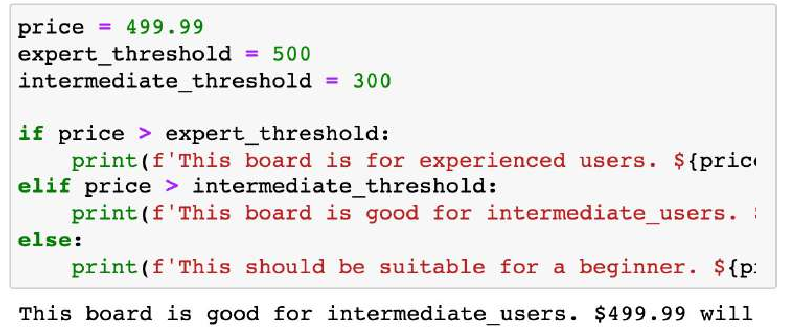 price = 499.99
expert_threshold = 500
intermediate_threshold = 300
if price > expert_threshold:
print(f'This board is for experienced users. ${pric
elif price > intermediate_threshold:
print(f'This board is good for intermediate_users.
else:
print(f'This should be suitable for a beginner. ${p
This board is good for intermediate_users. $499.99 will